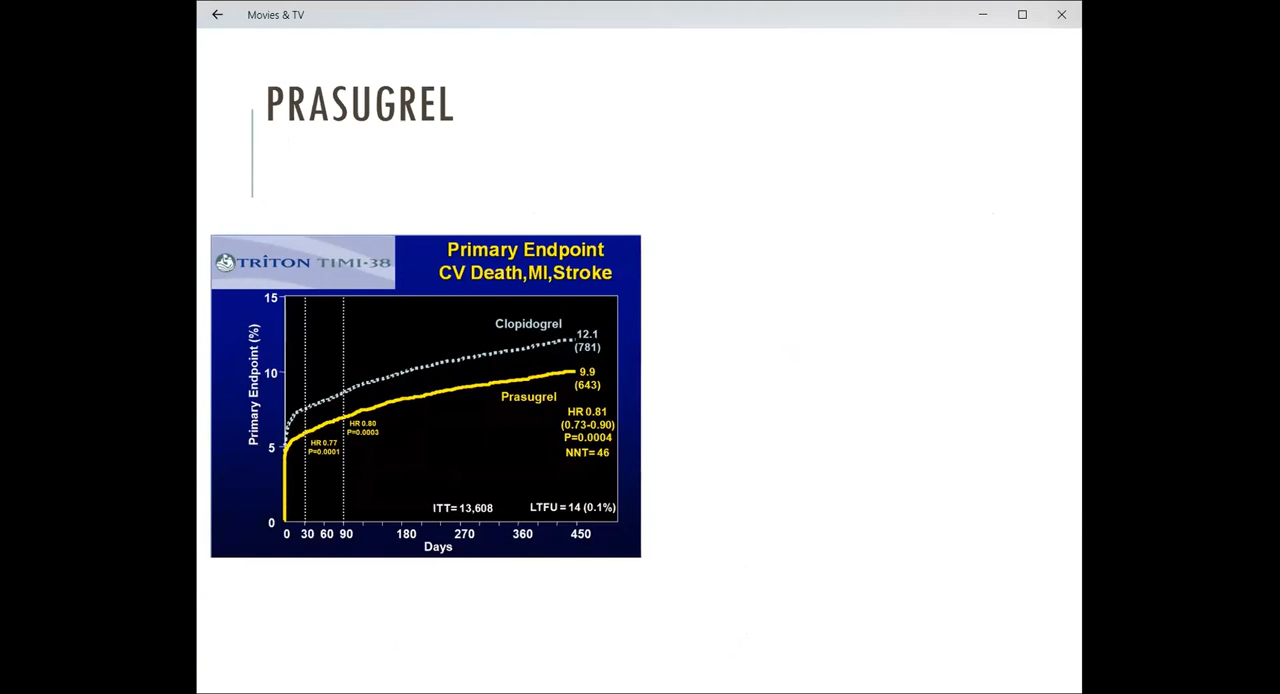 Movies & TV
PRASUGREL
TRITON TIMI-38
Primary Endpoint
CV Death,MI,Stroke
15
10
5
0
Primary Endpoint (%)
Clopidogrel
12.1
(781)
9.9
(643)
Prasugrel
HR 0.81
(0.73-0.90)
P=0.0004
NNT= 46
HR 0.80
P=0.0003
HR 0.77
P=0.0001
ITT= 13,608
LTFU = 14 (0.1%)
0 30 60 90 180 270 360 450
Days